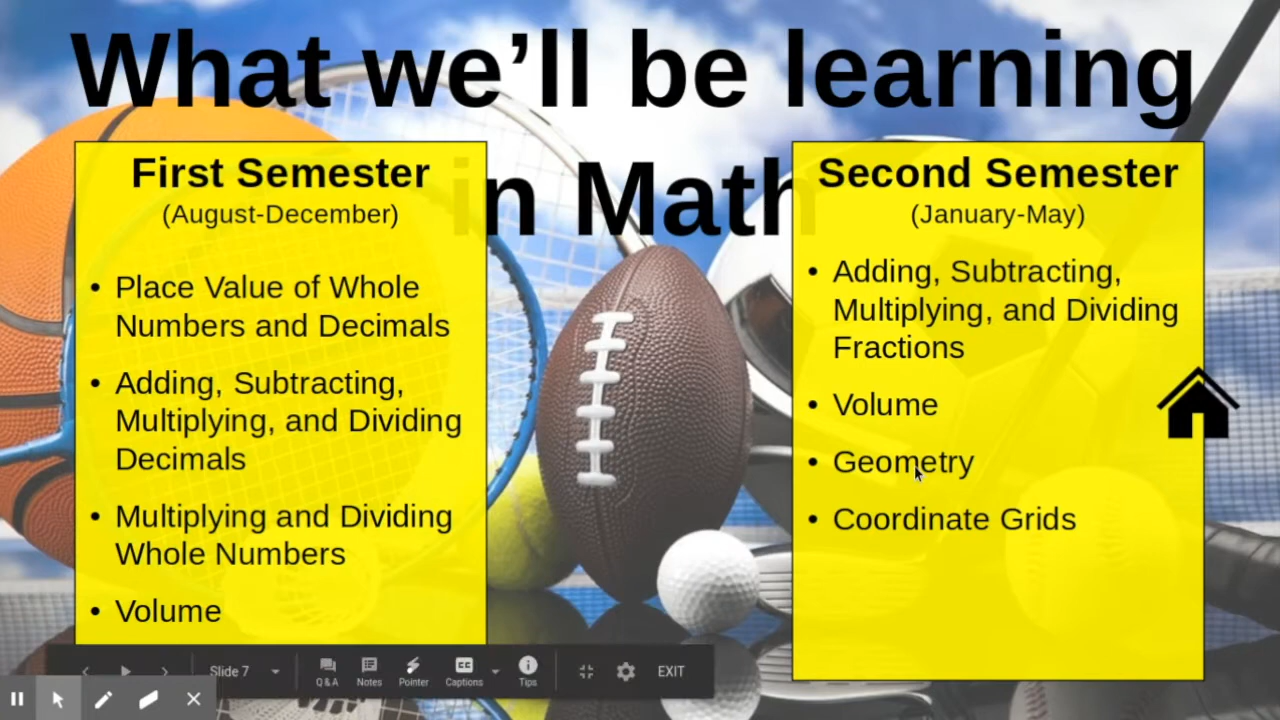 What we'll be learning
in Math
First Semester
(August-December)
• Place Value of Whole
Numbers and Decimals
• Adding, Subtracting,
Multiplying, and Dividing
Decimals
• Multiplying and Dividing
Whole Numbers
• Volume
Second Semester
(January-May)
• Adding, Subtracting,
Multiplying, and Dividing
Fractions
• Volume
• Geometry
• Coordinate Grids
Slide 7
Q & A
Notes
Pointer
Captions
Tips
EXIT